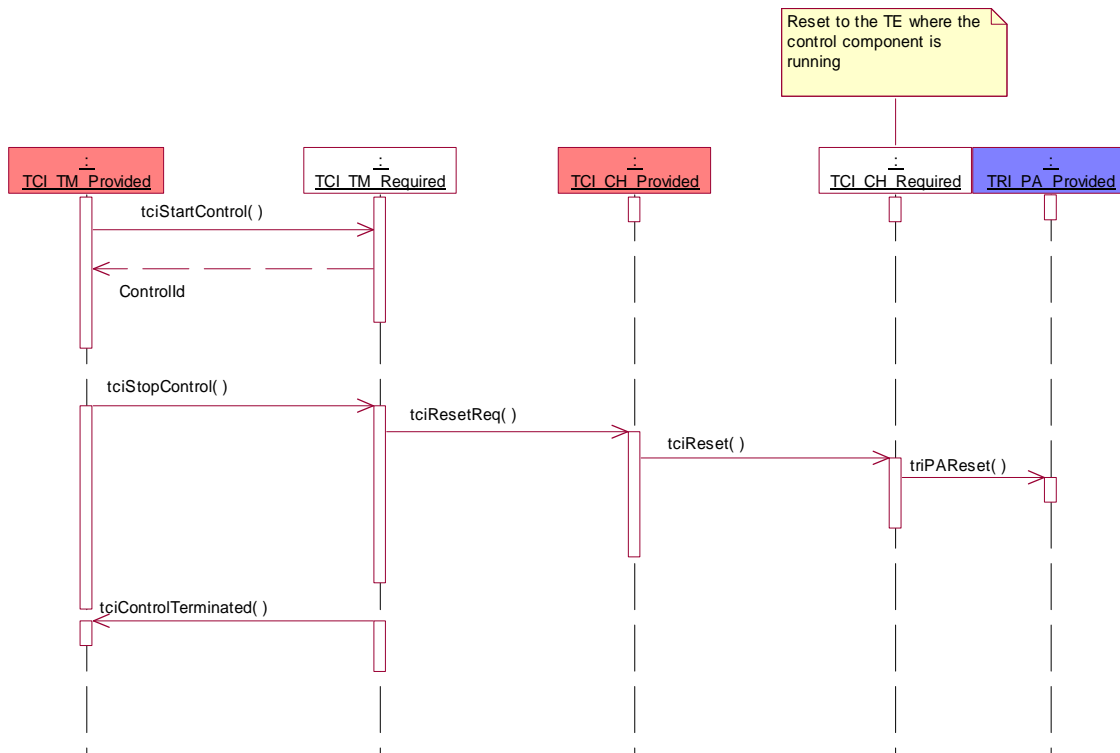 Reset to the TE where the
control component is
running
:
TCI_TM_Provided
:
TCI_TM_Required
:
TCI_CH_Provided
:
TCI_CH_Required
:
TRI_PA_Provided
tciStartControl( )
ControlId
tciStopControl( )
tciResetReq( )
tciReset( )
triPAReset( )
tciControlTerminated( )